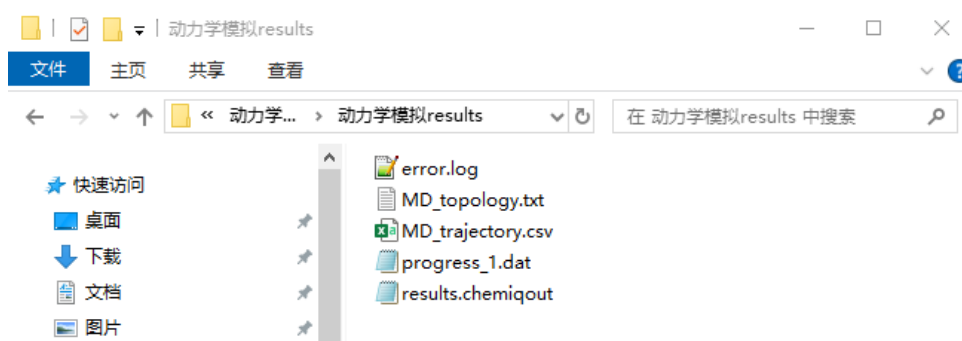 动力学模拟results
文件 主页 共享 查看
« 动力学... › 动力学模拟results 在 动力学模拟results 中搜索
快速访问
桌面
下载
文档
图片
error.log
MD_topology.txt
MD_trajectory.csv
progress_1.dat
results.chemiqout